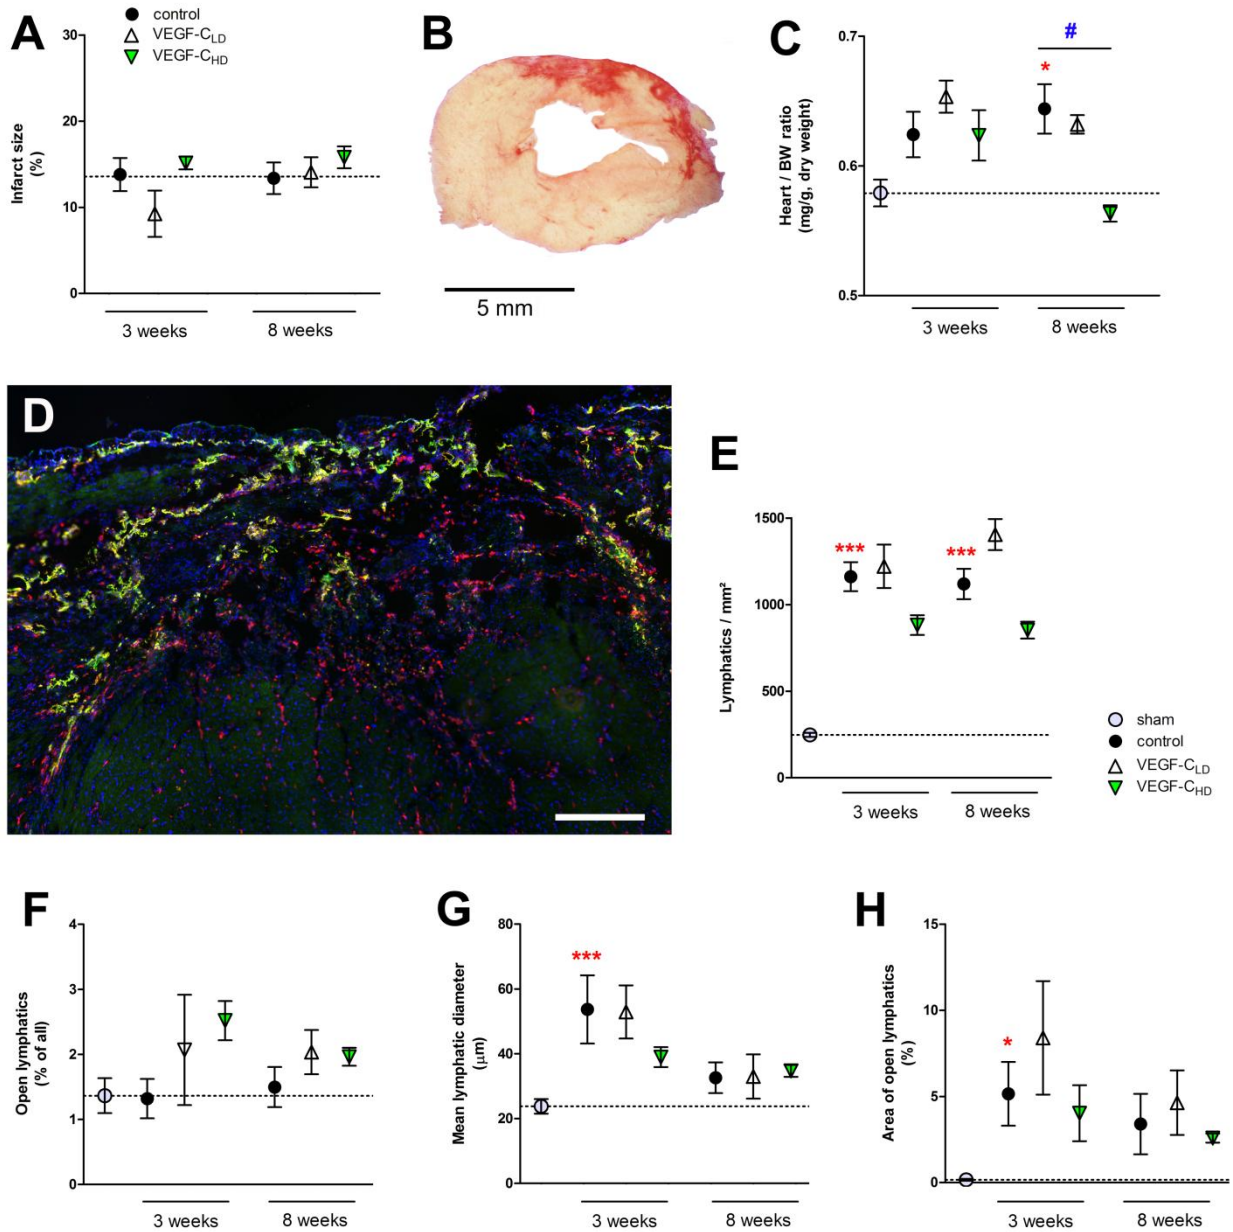 A
control
VEGF-CLD
VEGF-CHD
Infarct size
(%)
30
20
10
0
3 weeks
8 weeks
B
5 mm
C
Heart / BW ratio
(mg/g, dry weight)
0.7
0.6
0.5
#
*
3 weeks
8 weeks
D
E
Lymphatics / mm²
1500
1000
500
0
***
***
3 weeks
8 weeks
sham
control
VEGF-CLD
VEGF-CHD
F
Open lymphatics
(% of all)
4
3
2
1
0
3 weeks
8 weeks
G
Mean lymphatic diameter
(µm)
80
60
40
20
0
***
3 weeks
8 weeks
H
Area of open lymphatics
(%)
15
10
5
0
*
3 weeks
8 weeks